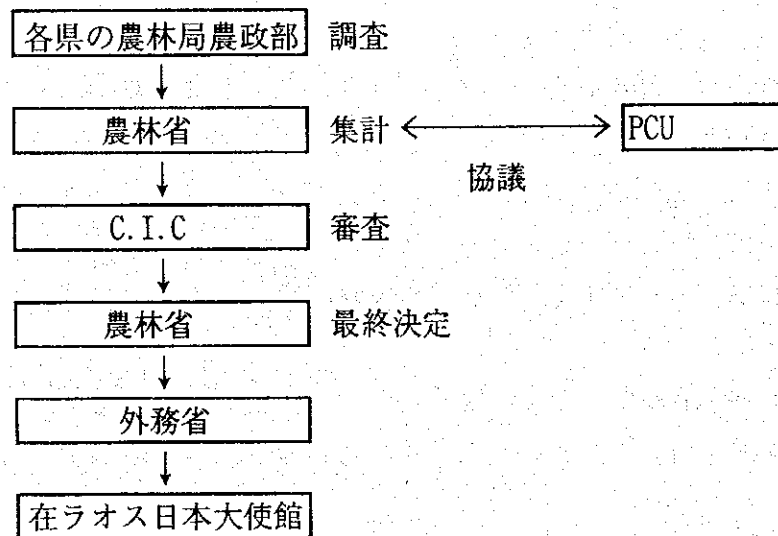 各県の農林局農政部 調査
農林省 集計 PCU
協議
C.I.C 審査
農林省 最終決定
外務省
在ラオス日本大使館